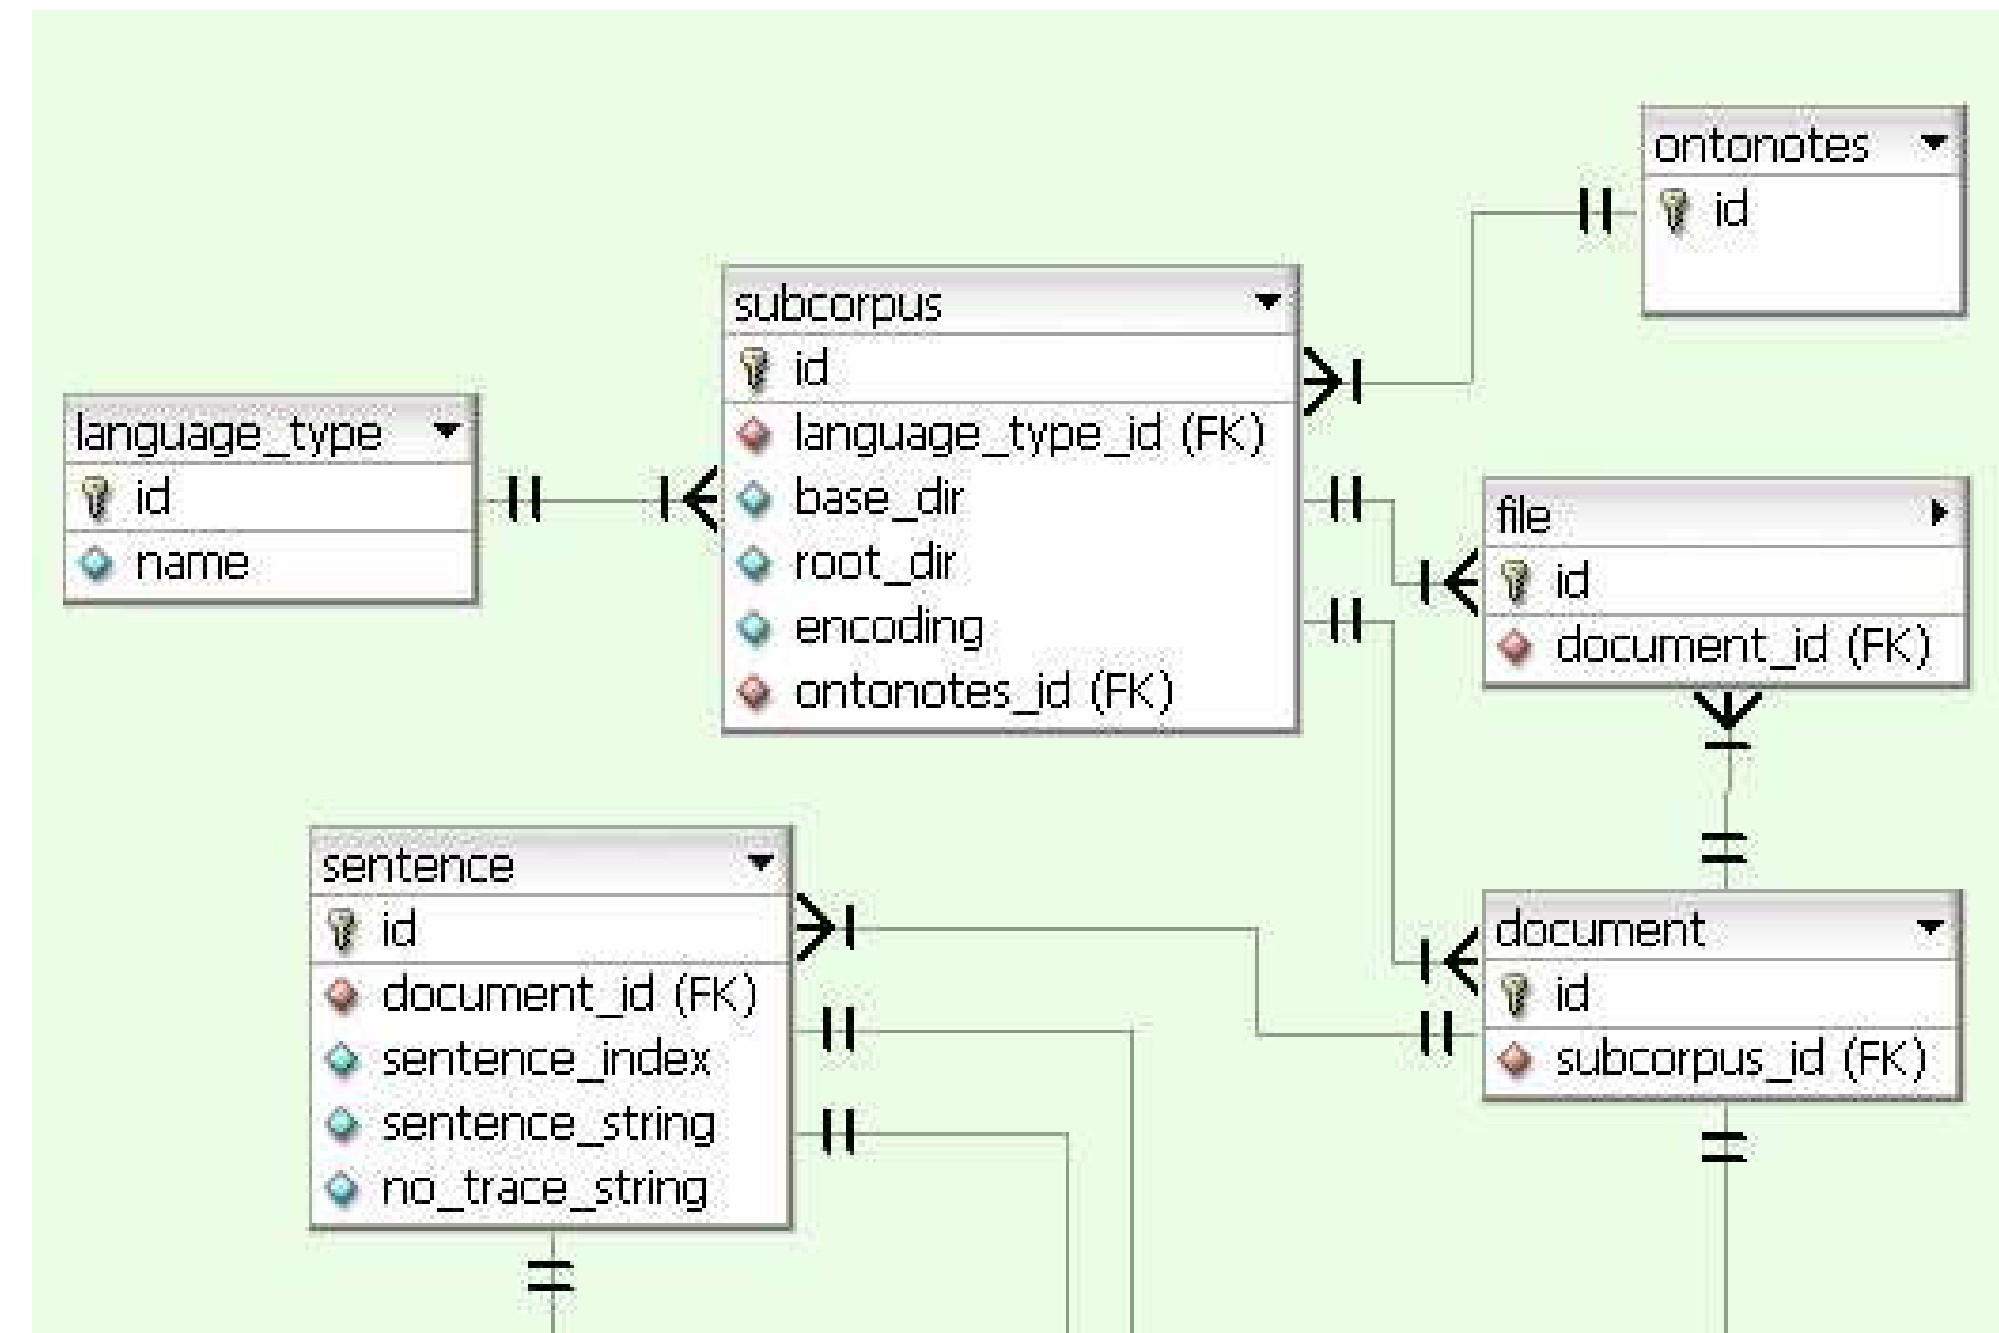 ontonotes
id
subcorpus
id
language_type_id (FK)
base_dir
root_dir
encoding
ontonotes_id (FK)
language_type
id
name
file
id
document_id (FK)
sentence
id
document_id (FK)
sentence_index
sentence_string
no_trace_string
document
id
subcorpus_id (FK)